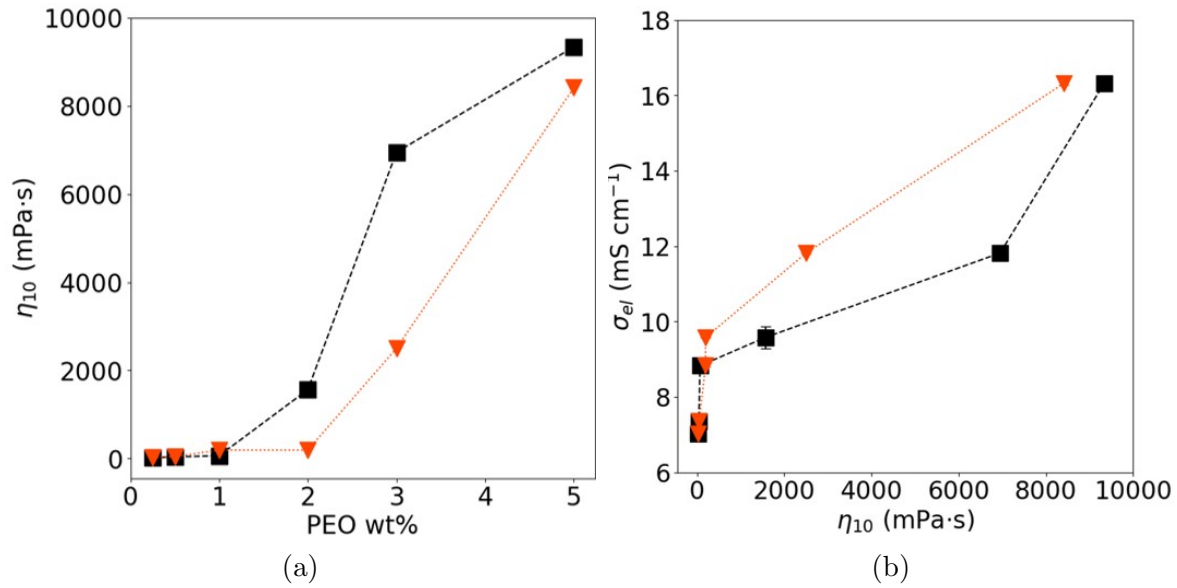 10000
8000
6000
4000
2000
0
η₁₀ (mPa·s)
0 1 2 3 4 5
PEO wt%
(a)
18
16
14
12
10
8
6
σₑₗ (mS cm⁻¹)
0 2000 4000 6000 8000 10000
η₁₀ (mPa·s)
(b)